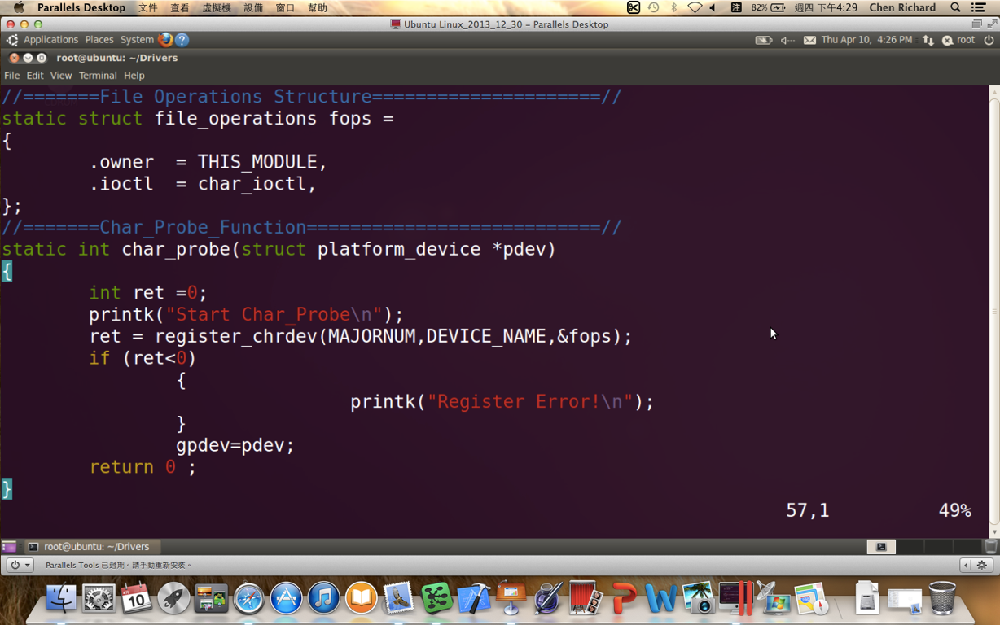 Parallels Desktop 文件 查看 虛擬機 設備 窗口 幫助 82% 週四 下午4:29 Chen Richard
Ubuntu Linux_2013_12_30 – Parallels Desktop
Applications Places System ? Thu Apr 10, 4:26 PM root
root@ubuntu: ~/Drivers
File Edit View Terminal Help
//=======File Operations Structure=====================//
static struct file_operations fops =
{
        .owner  = THIS_MODULE,
        .ioctl  = char_ioctl,
};
//=======Char_Probe_Function===========================//
static int char_probe(struct platform_device *pdev)
{
        int ret =0;
        printk("Start Char_Probe\n");
        ret = register_chrdev(MAJORNUM,DEVICE_NAME,&fops);
        if (ret<0)
                {
                                printk("Register Error!\n");
                }
                gpdev=pdev;
        return 0 ;
}
57,1 49%
root@ubuntu: ~/Drivers
Parallels Tools 已過期。請手動重新安裝。
10